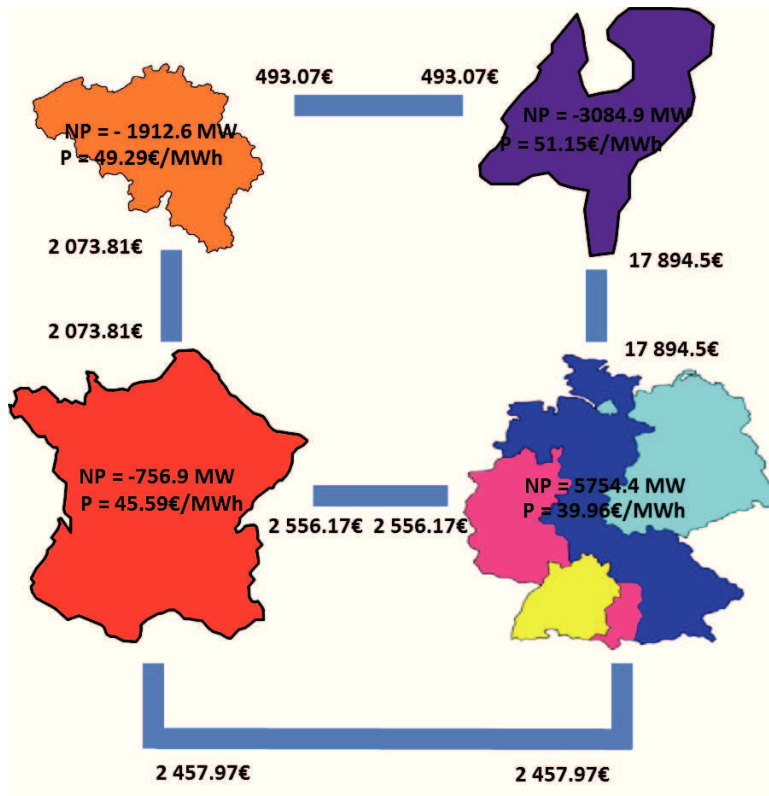 493.07€ 493.07€
NP = - 1912.6 MW
P = 49.29€/MWh
NP = -3084.9 MW
P = 51.15€/MWh
2 073.81€
17 894.5€
2 073.81€
17 894.5€
NP = -756.9 MW
P = 45.59€/MWh
NP = 5754.4 MW
P = 39.96€/MWh
2 556.17€ 2 556.17€
2 457.97€ 2 457.97€